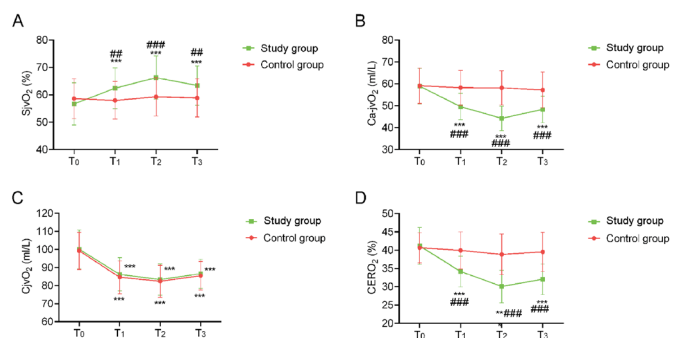 A
B
## ### ##
*** *** ***
Study group
Control group
SjvO2 (%)
80
70
60
50
40
T0 T1 T2 T3
Study group
Control group
Ca-jvO2 (ml/L)
80
70
60
50
40
30
*** *** ***
### ### ###
T0 T1 T2 T3
C
D
Study group
Control group
CjvO2 (ml/L)
120
110
100
90
80
70
60
*** *** ***
*** *** ***
T0 T1 T2 T3
Study group
Control group
CERO2 (%)
50
45
40
35
30
25
20
*** **### ***
### * ###
T0 T1 T2 T3